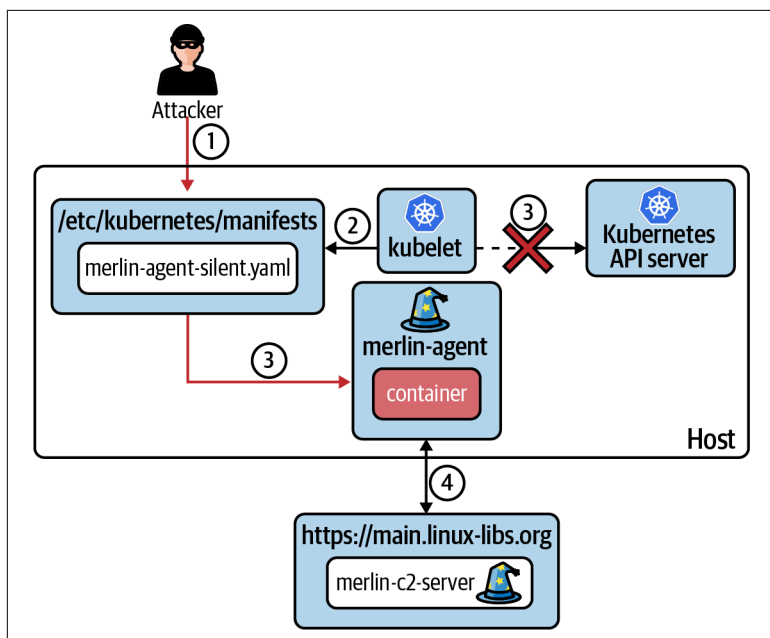 Attacker
1
/etc/kubernetes/manifests
merlin-agent-silent.yaml
2
kubelet
3
Kubernetes
API server
3
merlin-agent
container
Host
4
https://main.linux-libs.org
merlin-c2-server